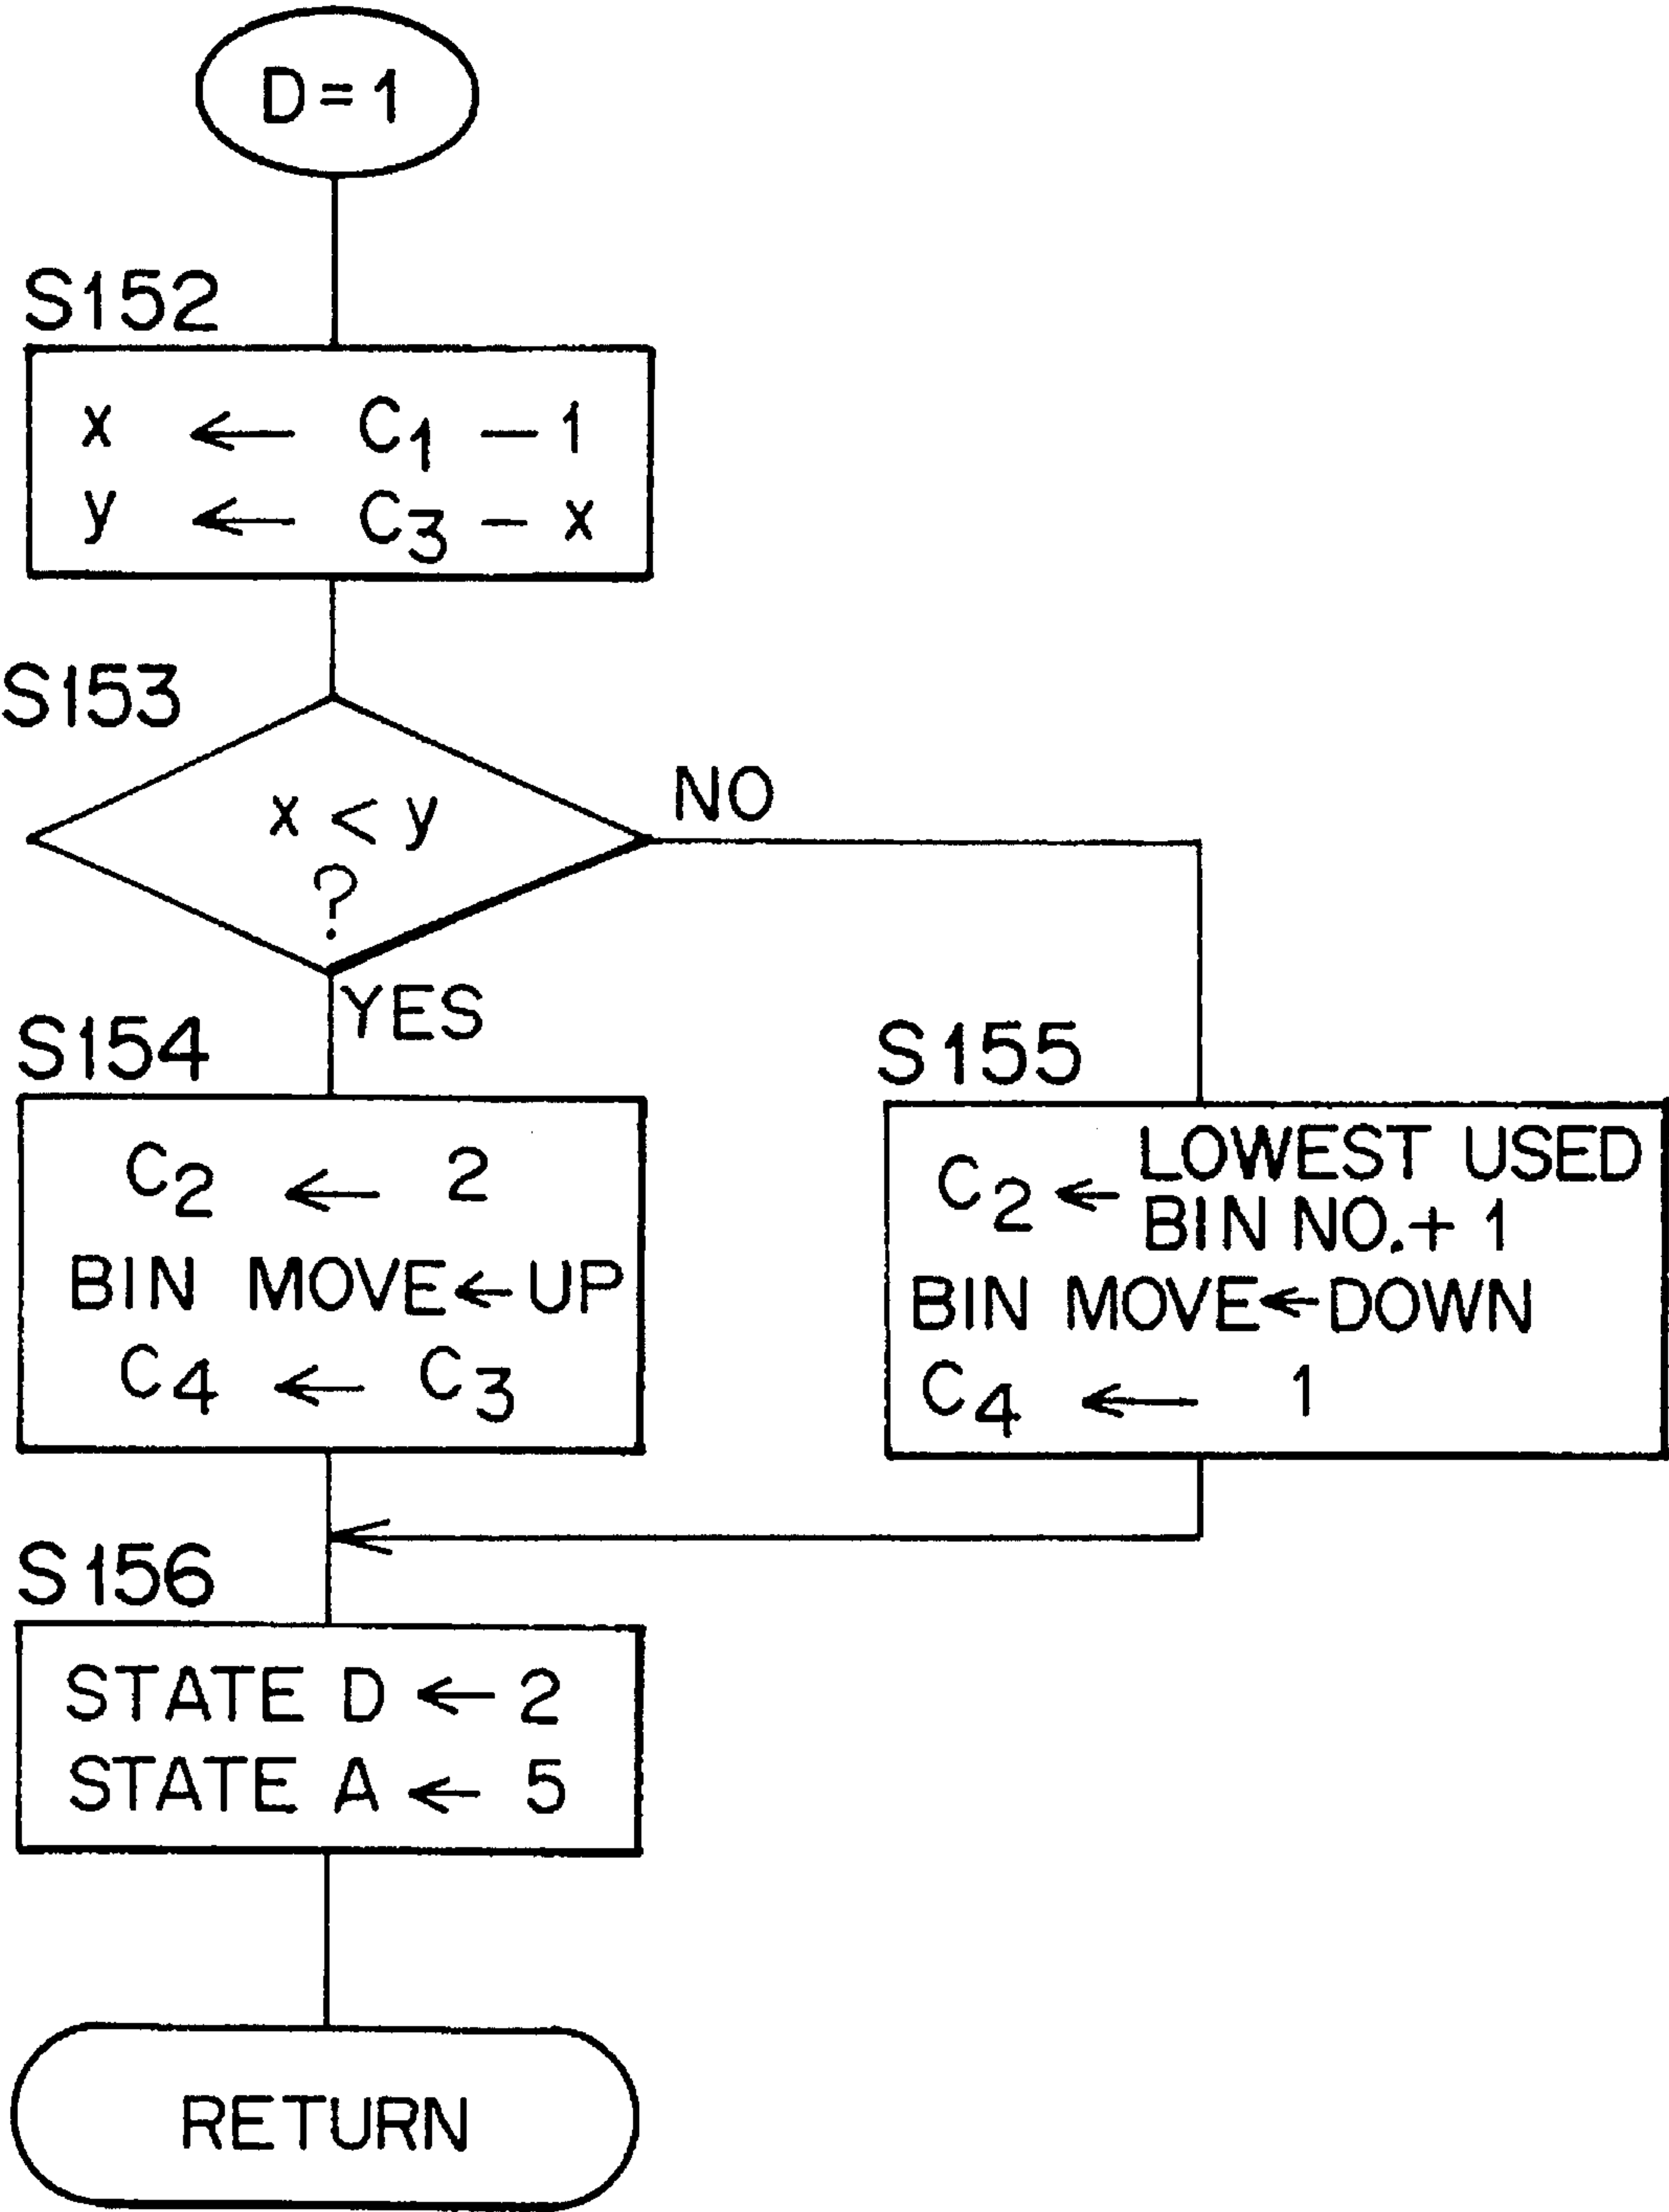 D=1
S152
x ← C1 − 1
y ← C3 − x
S153
x < y
?
NO
YES
S154
C2 ← 2
BIN MOVE←UP
C4 ← C3
S155
C2 ← LOWEST USED
BIN NO.+ 1
BIN MOVE←DOWN
C4 ← 1
S156
STATE D ← 2
STATE A ← 5
RETURN